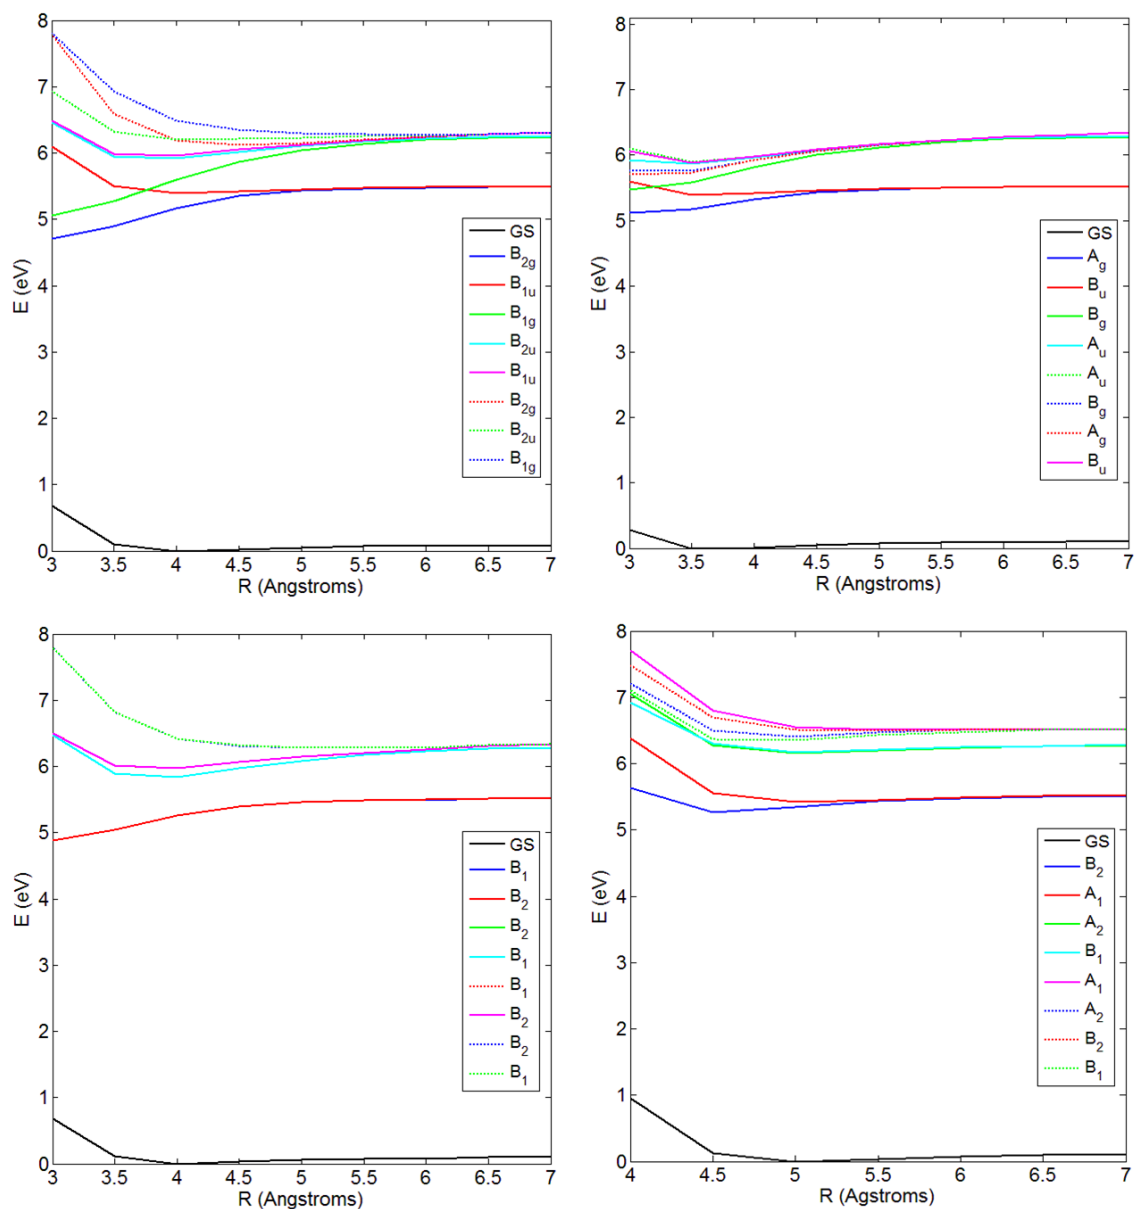 8
7
6
5
4
3
2
1
0
E (eV)
3 3.5 4 4.5 5 5.5 6 6.5 7
R (Angstroms)
GS
B2g
B1u
B1g
B2u
B1u
B2g
B2u
B1g
8
7
6
5
4
3
2
1
0
E (eV)
3 3.5 4 4.5 5 5.5 6 6.5 7
R (Angstroms)
GS
Ag
Bu
Bg
Au
Au
Bg
Ag
Bu
8
7
6
5
4
3
2
1
0
E (eV)
3 3.5 4 4.5 5 5.5 6 6.5 7
R (Angstroms)
GS
B1
B2
B2
B1
B1
B2
B2
B1
8
7
6
5
4
3
2
1
0
E (eV)
4 4.5 5 5.5 6 6.5 7
R (Agstroms)
GS
B2
A1
A2
B1
A1
A2
B2
B1